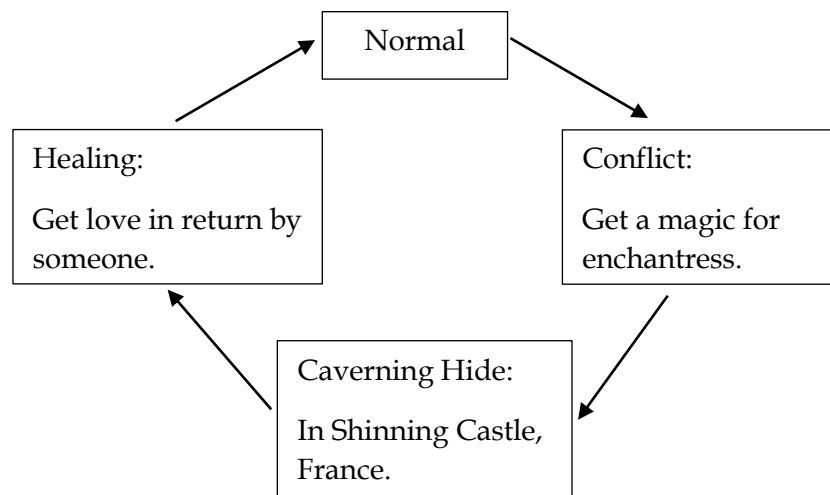 Normal
Healing:
Get love in return by
someone.
Conflict:
Get a magic for
enchantress.
Caverning Hide:
In Shinning Castle,
France.